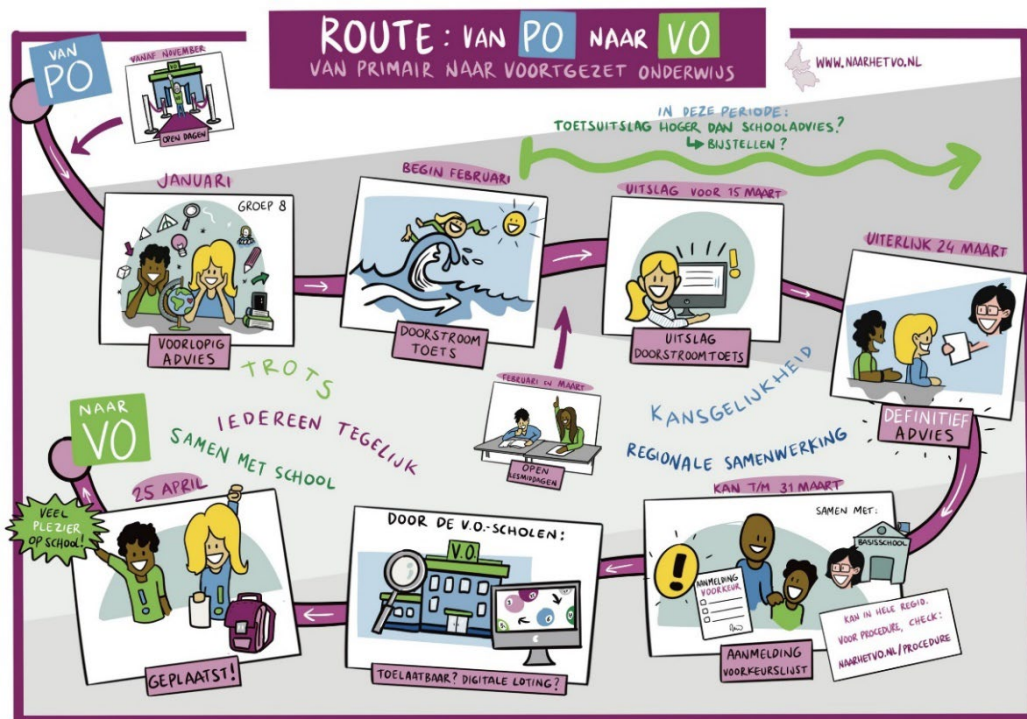 ROUTE: VAN PO NAAR VO
VAN PRIMAIR NAAR VOORTGEZET ONDERWIJS
WWW.NAARHETVO.NL
VAN
PO
VANAF NOVEMBER
VO
OPEN DAGEN
IN DEZE PERIODE:
TOETSUITSLAG HOGER DAN SCHOOLADVIES?
↳ BIJSTELLEN?
JANUARI
GROEP 8
VOORLOPIG
ADVIES
BEGIN FEBRUARI
DOORSTROOM
TOETS
UITSLAG VOOR 15 MAART
UITSLAG
DOORSTROOMTOETS
UITERLIJK 24 MAART
DEFINITIEF
ADVIES
TROTS
IEDEREEN TEGELIJK
SAMEN MET SCHOOL
FEBRUARI EN MAART
OPEN
LESMIDDAGEN
KANSGELIJKHEID
REGIONALE SAMENWERKING
KAN T/M 31 MAART
SAMEN MET:
BASISSCHOOL
AANMELDING
VOORKEUR
AANMELDING
VOORKEURSLIJST
KAN IN HELE REGIO.
VOOR PROCEDURE, CHECK:
NAARHETVO.NL/PROCEDURE
DOOR DE V.O.-SCHOLEN:
V.O.
TOELAATBAAR? DIGITALE LOTING?
25 APRIL
GEPLAATST!
VEEL
PLEZIER
OP SCHOOL!
NAAR
VO